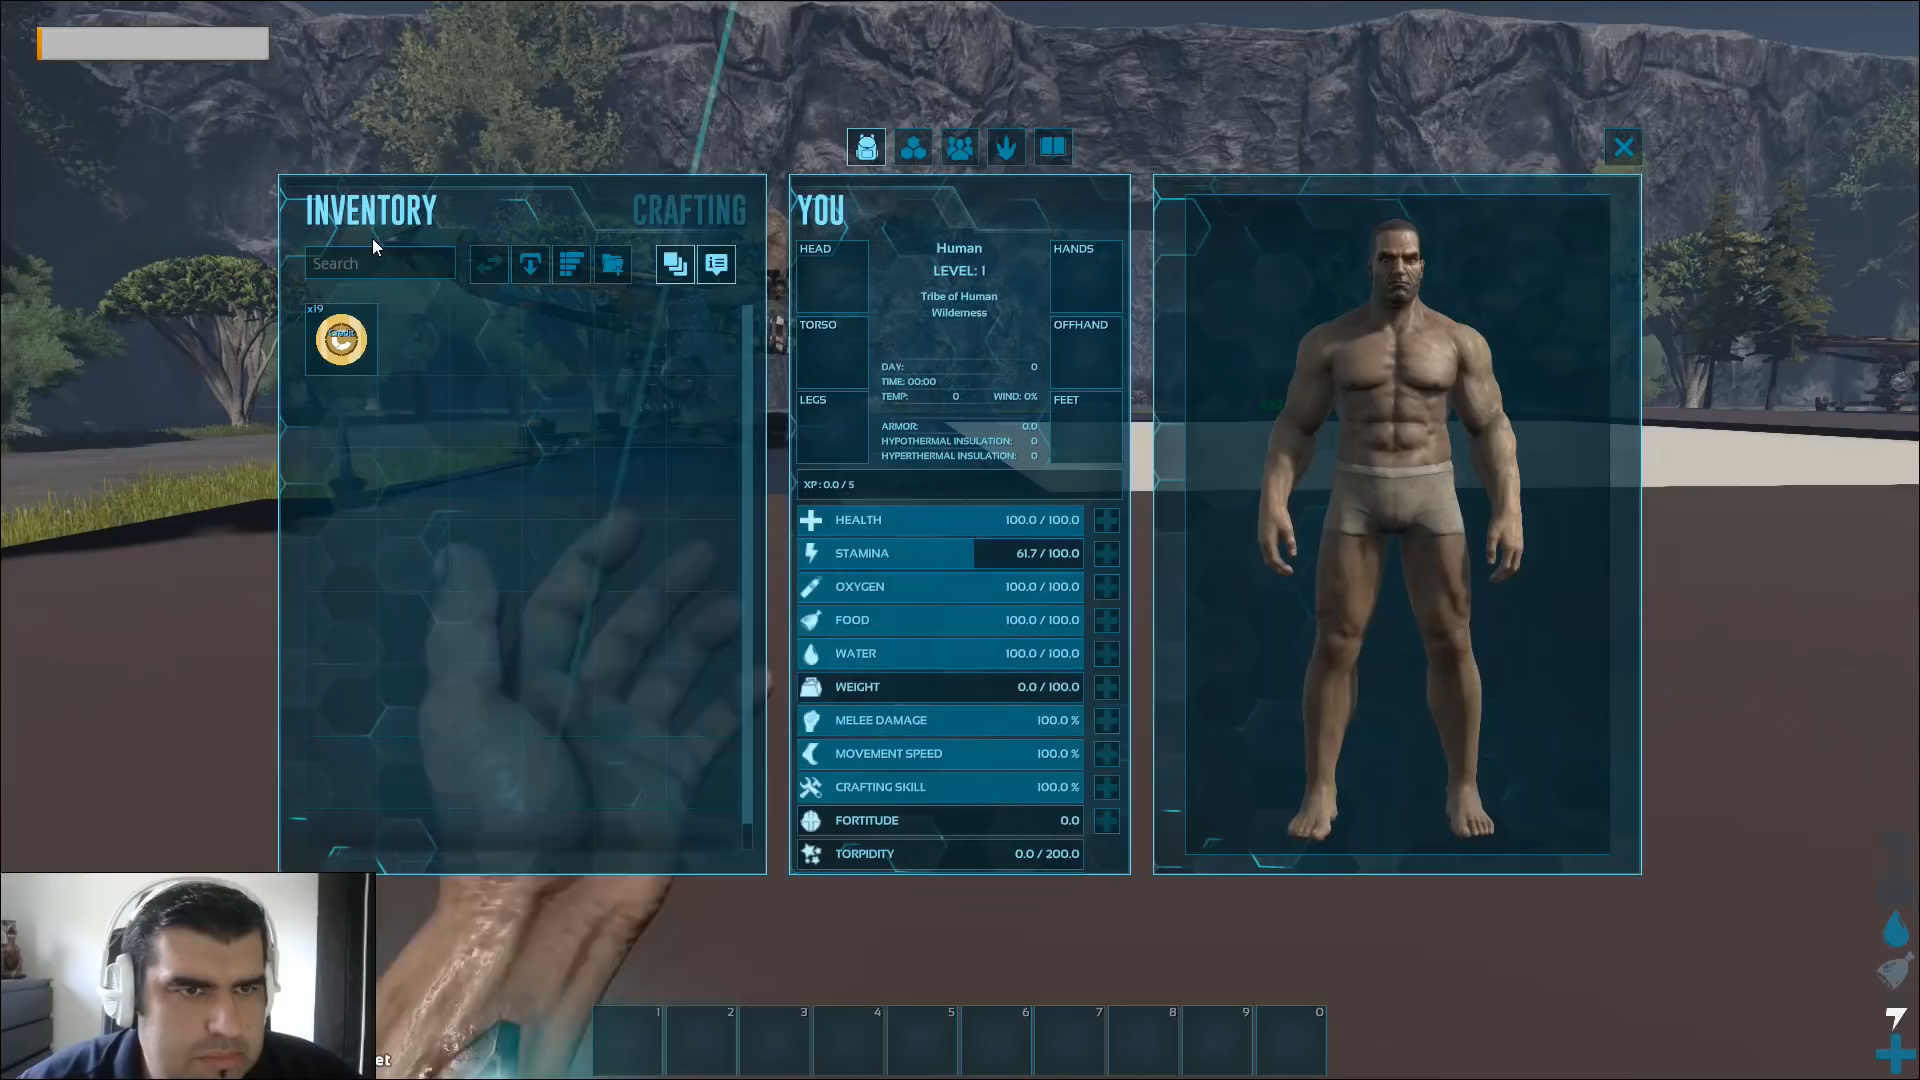 INVENTORY
CRAFTING
Search
x19
YOU
HEAD
Human
HANDS
LEVEL: 1
Tribe of Human
Wilderness
TORSO
OFFHAND
DAY: 0
TIME: 00:00
TEMP: 0 WIND: 0%
LEGS
FEET
ARMOR: 0.0
HYPOTHERMAL INSULATION: 0
HYPERTHERMAL INSULATION: 0
XP : 0.0 / 5
HEALTH 100.0 / 100.0
STAMINA 61.7 / 100.0
OXYGEN 100.0 / 100.0
FOOD 100.0 / 100.0
WATER 100.0 / 100.0
WEIGHT 0.0 / 100.0
MELEE DAMAGE 100.0 %
MOVEMENT SPEED 100.0 %
CRAFTING SKILL 100.0 %
FORTITUDE 0.0
TORPIDITY 0.0 / 200.0
1 2 3 4 5 6 7 8 9 0
et